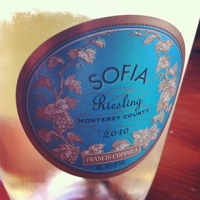 SOFIA
Riesling
MONTEREY COUNTY
2010
FRANCIS COPPOLA